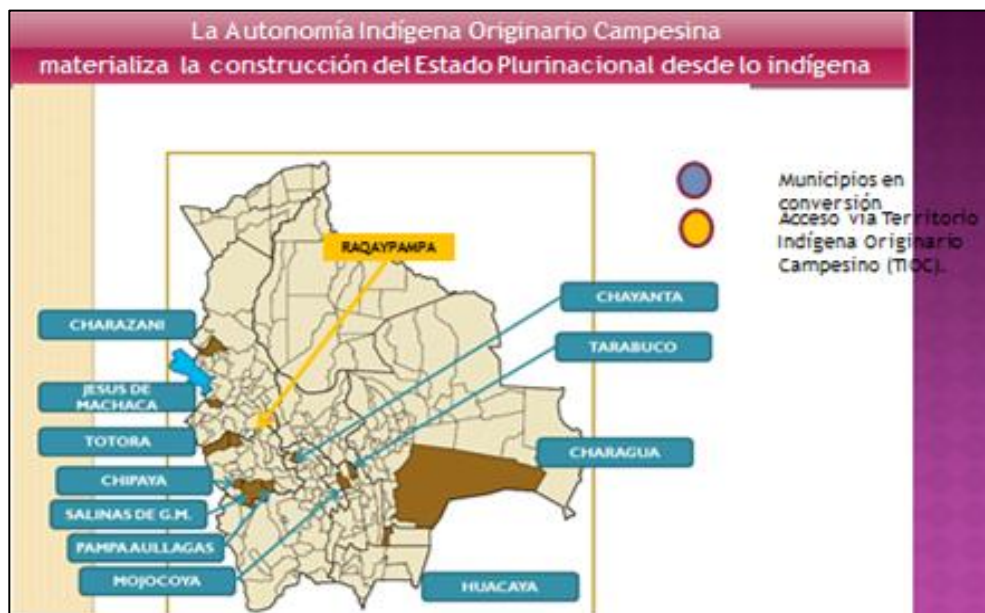 La Autonomía Indígena Originario Campesina
materializa la construcción del Estado Plurinacional desde lo indígena
Municipios en
conversión
Acceso vía Territorio
Indígena Originario
Campesino (TIOC).
RAQAYPAMPA
CHAYANTA
TARABUCO
CHARAZANI
JESUS DE
MACHACA
TOTORA
CHARAGUA
CHIPAYA
SALINAS DE G.M.
PAMPA AULLAGAS
MOJOCOYA
HUACAYA